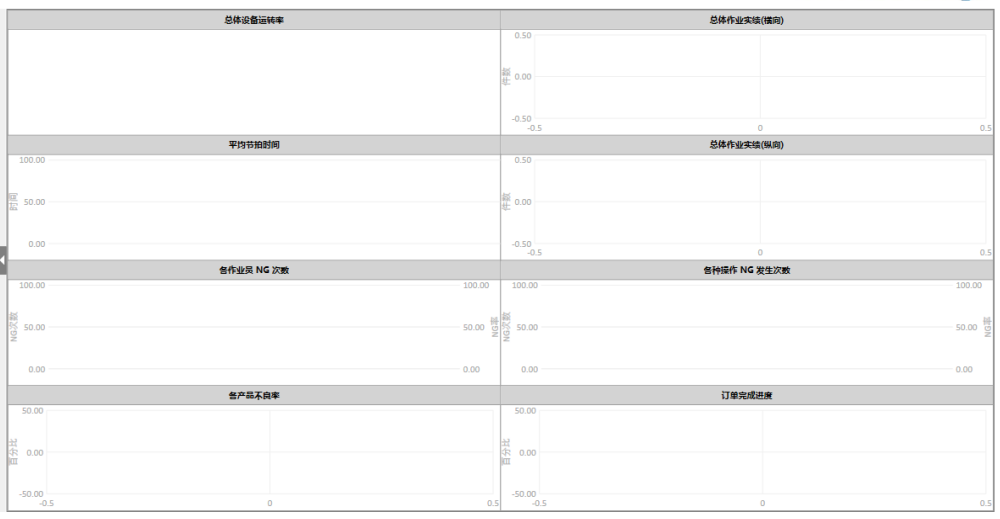 总体设备运转率
总体作业实绩(横向)
0.50
件数
0.00
-0.50
-0.5
0
0.5
平均节拍时间
总体作业实绩(纵向)
100.00
时间
50.00
0.00
0.50
件数
0.00
-0.50
-0.5
0
0.5
各作业员 NG 次数
各种操作 NG 发生次数
100.00
100.00
NG次数
50.00
50.00
NG率
0.00
0.00
100.00
100.00
NG次数
50.00
50.00
NG率
0.00
0.00
各产品不良率
订单完成进度
50.00
百分比
0.00
-50.00
-0.5
0
0.5
50.00
百分比
0.00
-50.00
-0.5
0
0.5